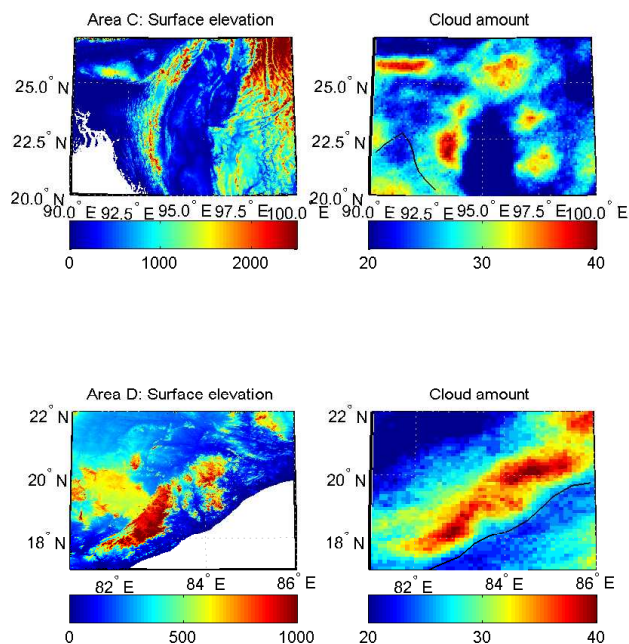 Area C: Surface elevation
Cloud amount
25.0° N
22.5° N
20.0° N
90.0° E 92.5° E 95.0° E 97.5° E 100.0° E
0 1000 2000
25.0° N
22.5° N
20.0° N
90.0° E 92.5° E 95.0° E 97.5° E 100.0° E
20 30 40
Area D: Surface elevation
Cloud amount
22° N
20° N
18° N
82° E 84° E 86° E
0 500 1000
22° N
20° N
18° N
82° E 84° E 86° E
20 30 40